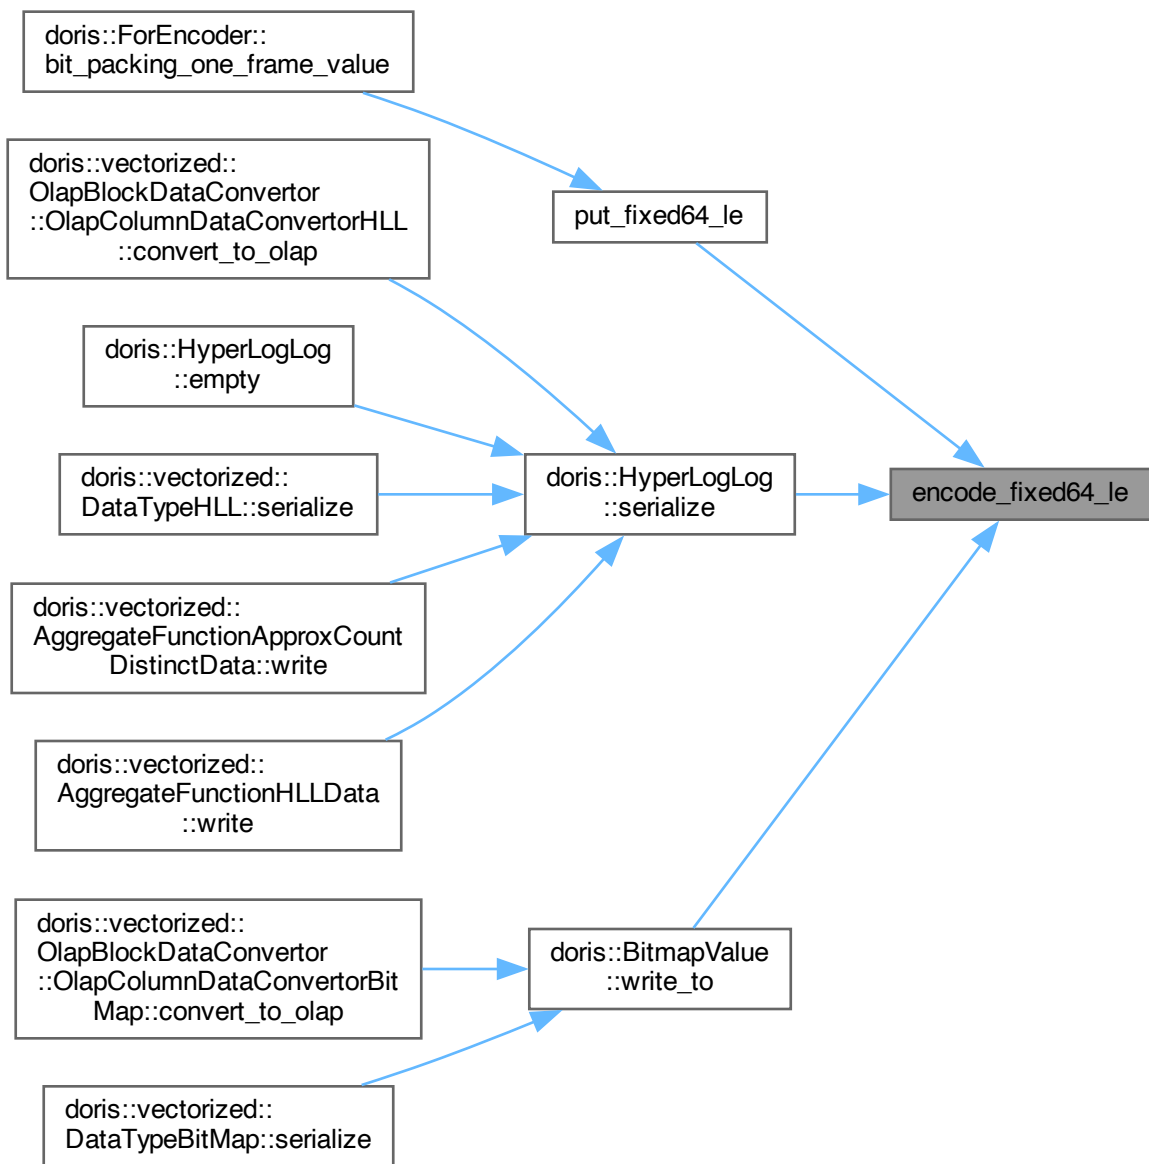 doris::ForEncoder::
bit_packing_one_frame_value
doris::vectorized::
OlapBlockDataConvertor
::OlapColumnDataConvertorHLL
::convert_to_olap
put_fixed64_le
doris::HyperLogLog
::empty
doris::vectorized::
DataTypeHLL::serialize
doris::HyperLogLog
::serialize
encode_fixed64_le
doris::vectorized::
AggregateFunctionApproxCount
DistinctData::write
doris::vectorized::
AggregateFunctionHLLData
::write
doris::vectorized::
OlapBlockDataConvertor
::OlapColumnDataConvertorBit
Map::convert_to_olap
doris::BitmapValue
::write_to
doris::vectorized::
DataTypeBitMap::serialize